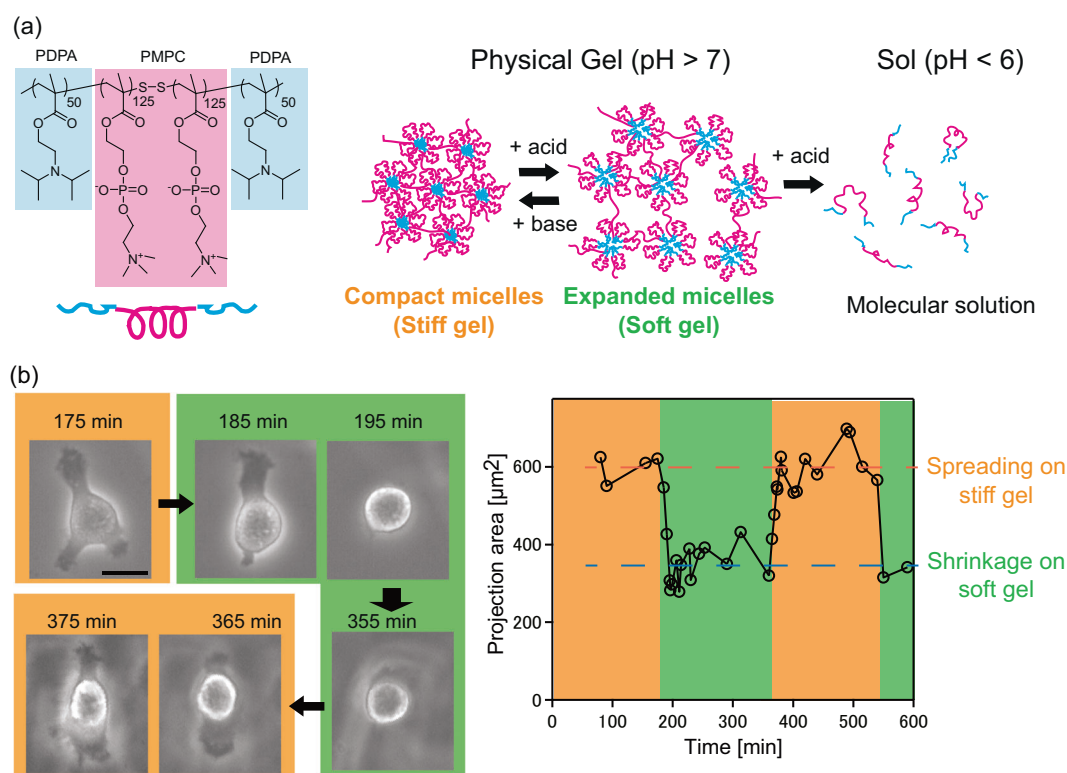 (a)
PDPA PMPC PDPA
50 S S 125 125 50
O O O O O O O O
N O O N
-O P O -O P O
O O
N+ N+
Physical Gel (pH > 7) Sol (pH < 6)
+ acid
+ base
+ acid
Compact micelles
(Stiff gel)
Expanded micelles
(Soft gel)
Molecular solution
(b)
175 min 185 min 195 min
375 min 365 min 355 min
Projection area [µm²]
600
400
200
0
0 100 200 300 400 500 600
Time [min]
Spreading on
stiff gel
Shrinkage on
soft gel